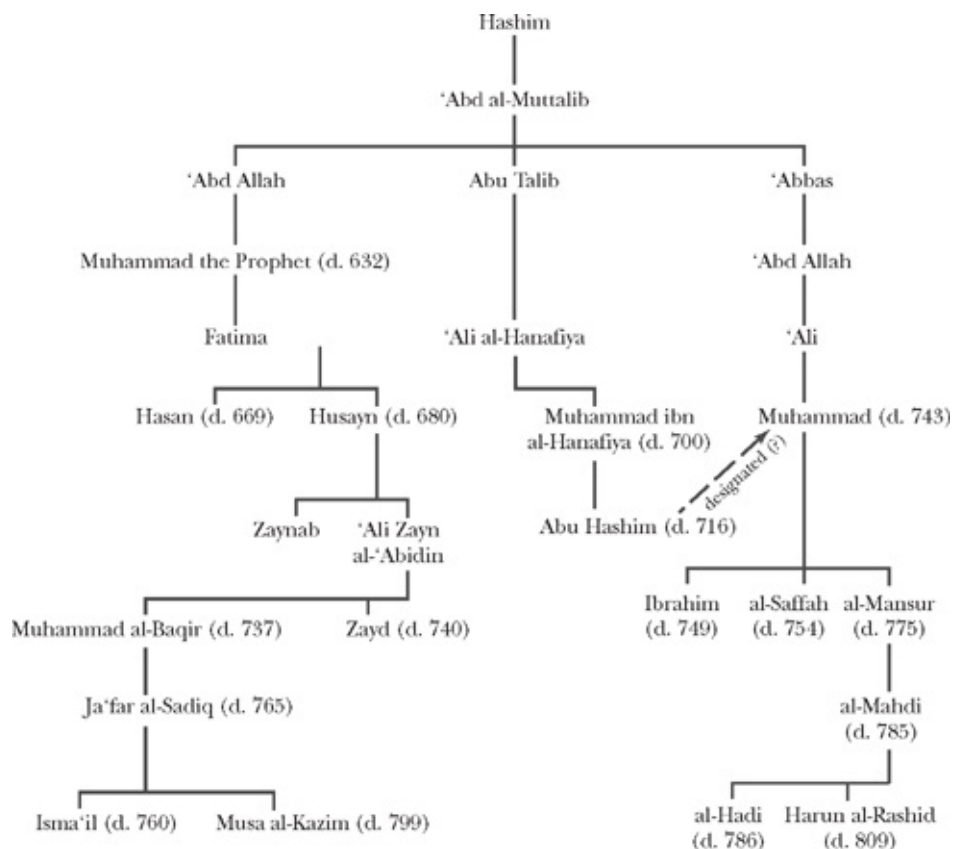 Hashim
‘Abd al-Muttalib
‘Abd Allah
Abu Talib
‘Abbas
Muhammad the Prophet (d. 632)
‘Abd Allah
Fatima
‘Ali al-Hanafiya
‘Ali
Hasan (d. 669)
Husayn (d. 680)
Muhammad ibn
al-Hanafiya (d. 700)
Muhammad (d. 743)
designated (?)
Zaynab
‘Ali Zayn
al-‘Abidin
Abu Hashim (d. 716)
Ibrahim
(d. 749)
al-Saffah
(d. 754)
al-Mansur
(d. 775)
Muhammad al-Baqir (d. 737)
Zayd (d. 740)
Ja‘far al-Sadiq (d. 765)
al-Mahdi
(d. 785)
Isma‘il (d. 760)
Musa al-Kazim (d. 799)
al-Hadi
(d. 786)
Harun al-Rashid
(d. 809)